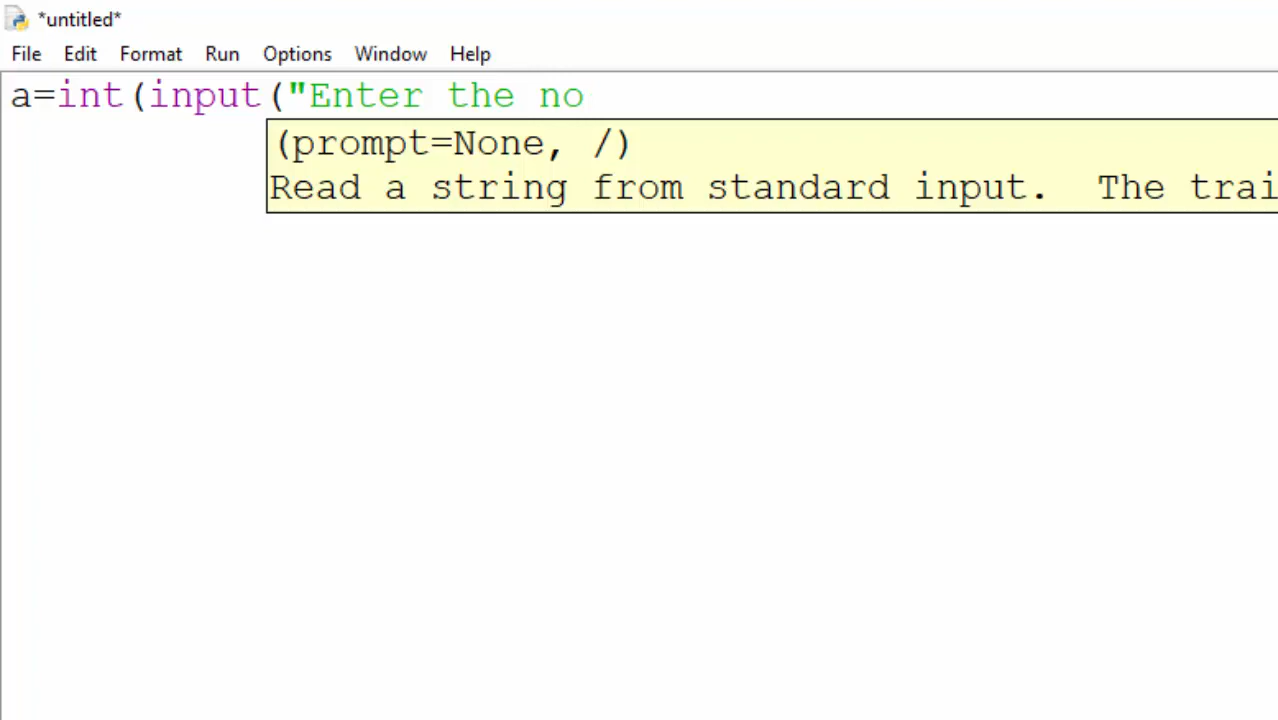 *untitled*
File Edit Format Run Options Window Help
a=int(input("Enter the no
(prompt=None, /)
Read a string from standard input.  The trai